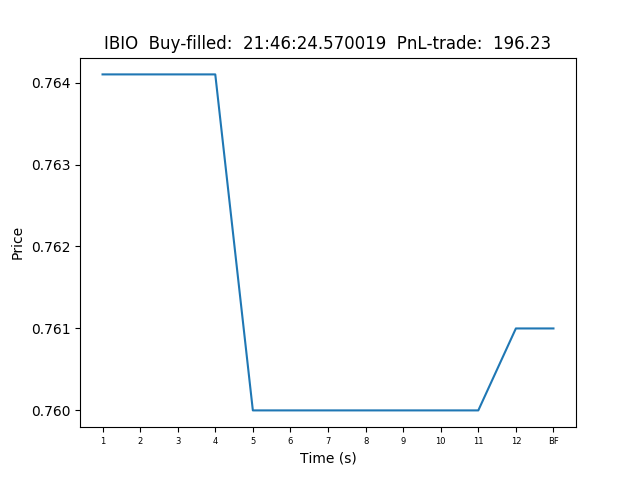 IBIO  Buy-filled:  21:46:24.570019  PnL-trade:  196.23
Price
0.764
0.763
0.762
0.761
0.760
1 2 3 4 5 6 7 8 9 10 11 12 BF
Time (s)